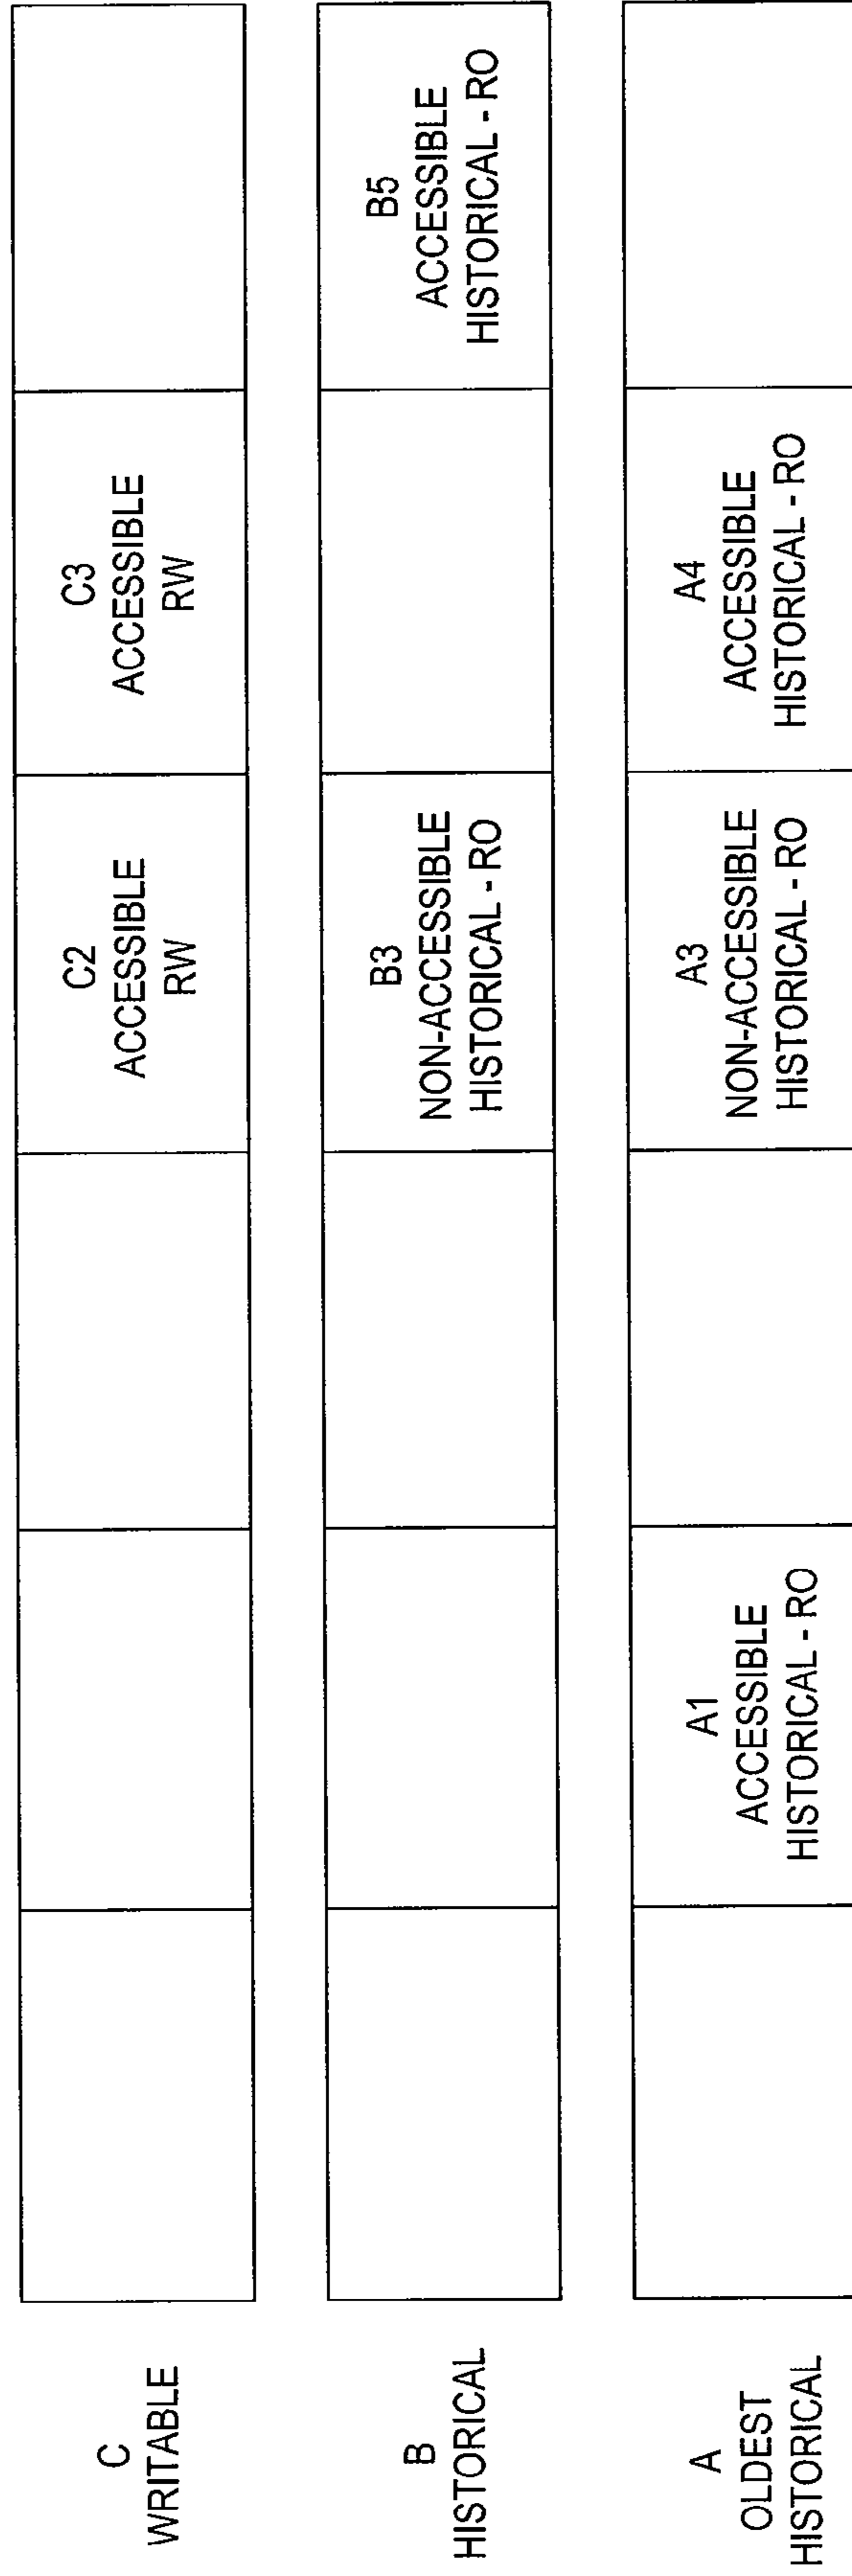 C
WRITABLE
C2
ACCESSIBLE
RW
C3
ACCESSIBLE
RW
B
HISTORICAL
B3
NON-ACCESSIBLE
HISTORICAL - RO
B5
ACCESSIBLE
HISTORICAL - RO
A
OLDEST
HISTORICAL
A1
ACCESSIBLE
HISTORICAL - RO
A3
NON-ACCESSIBLE
HISTORICAL - RO
A4
ACCESSIBLE
HISTORICAL - RO